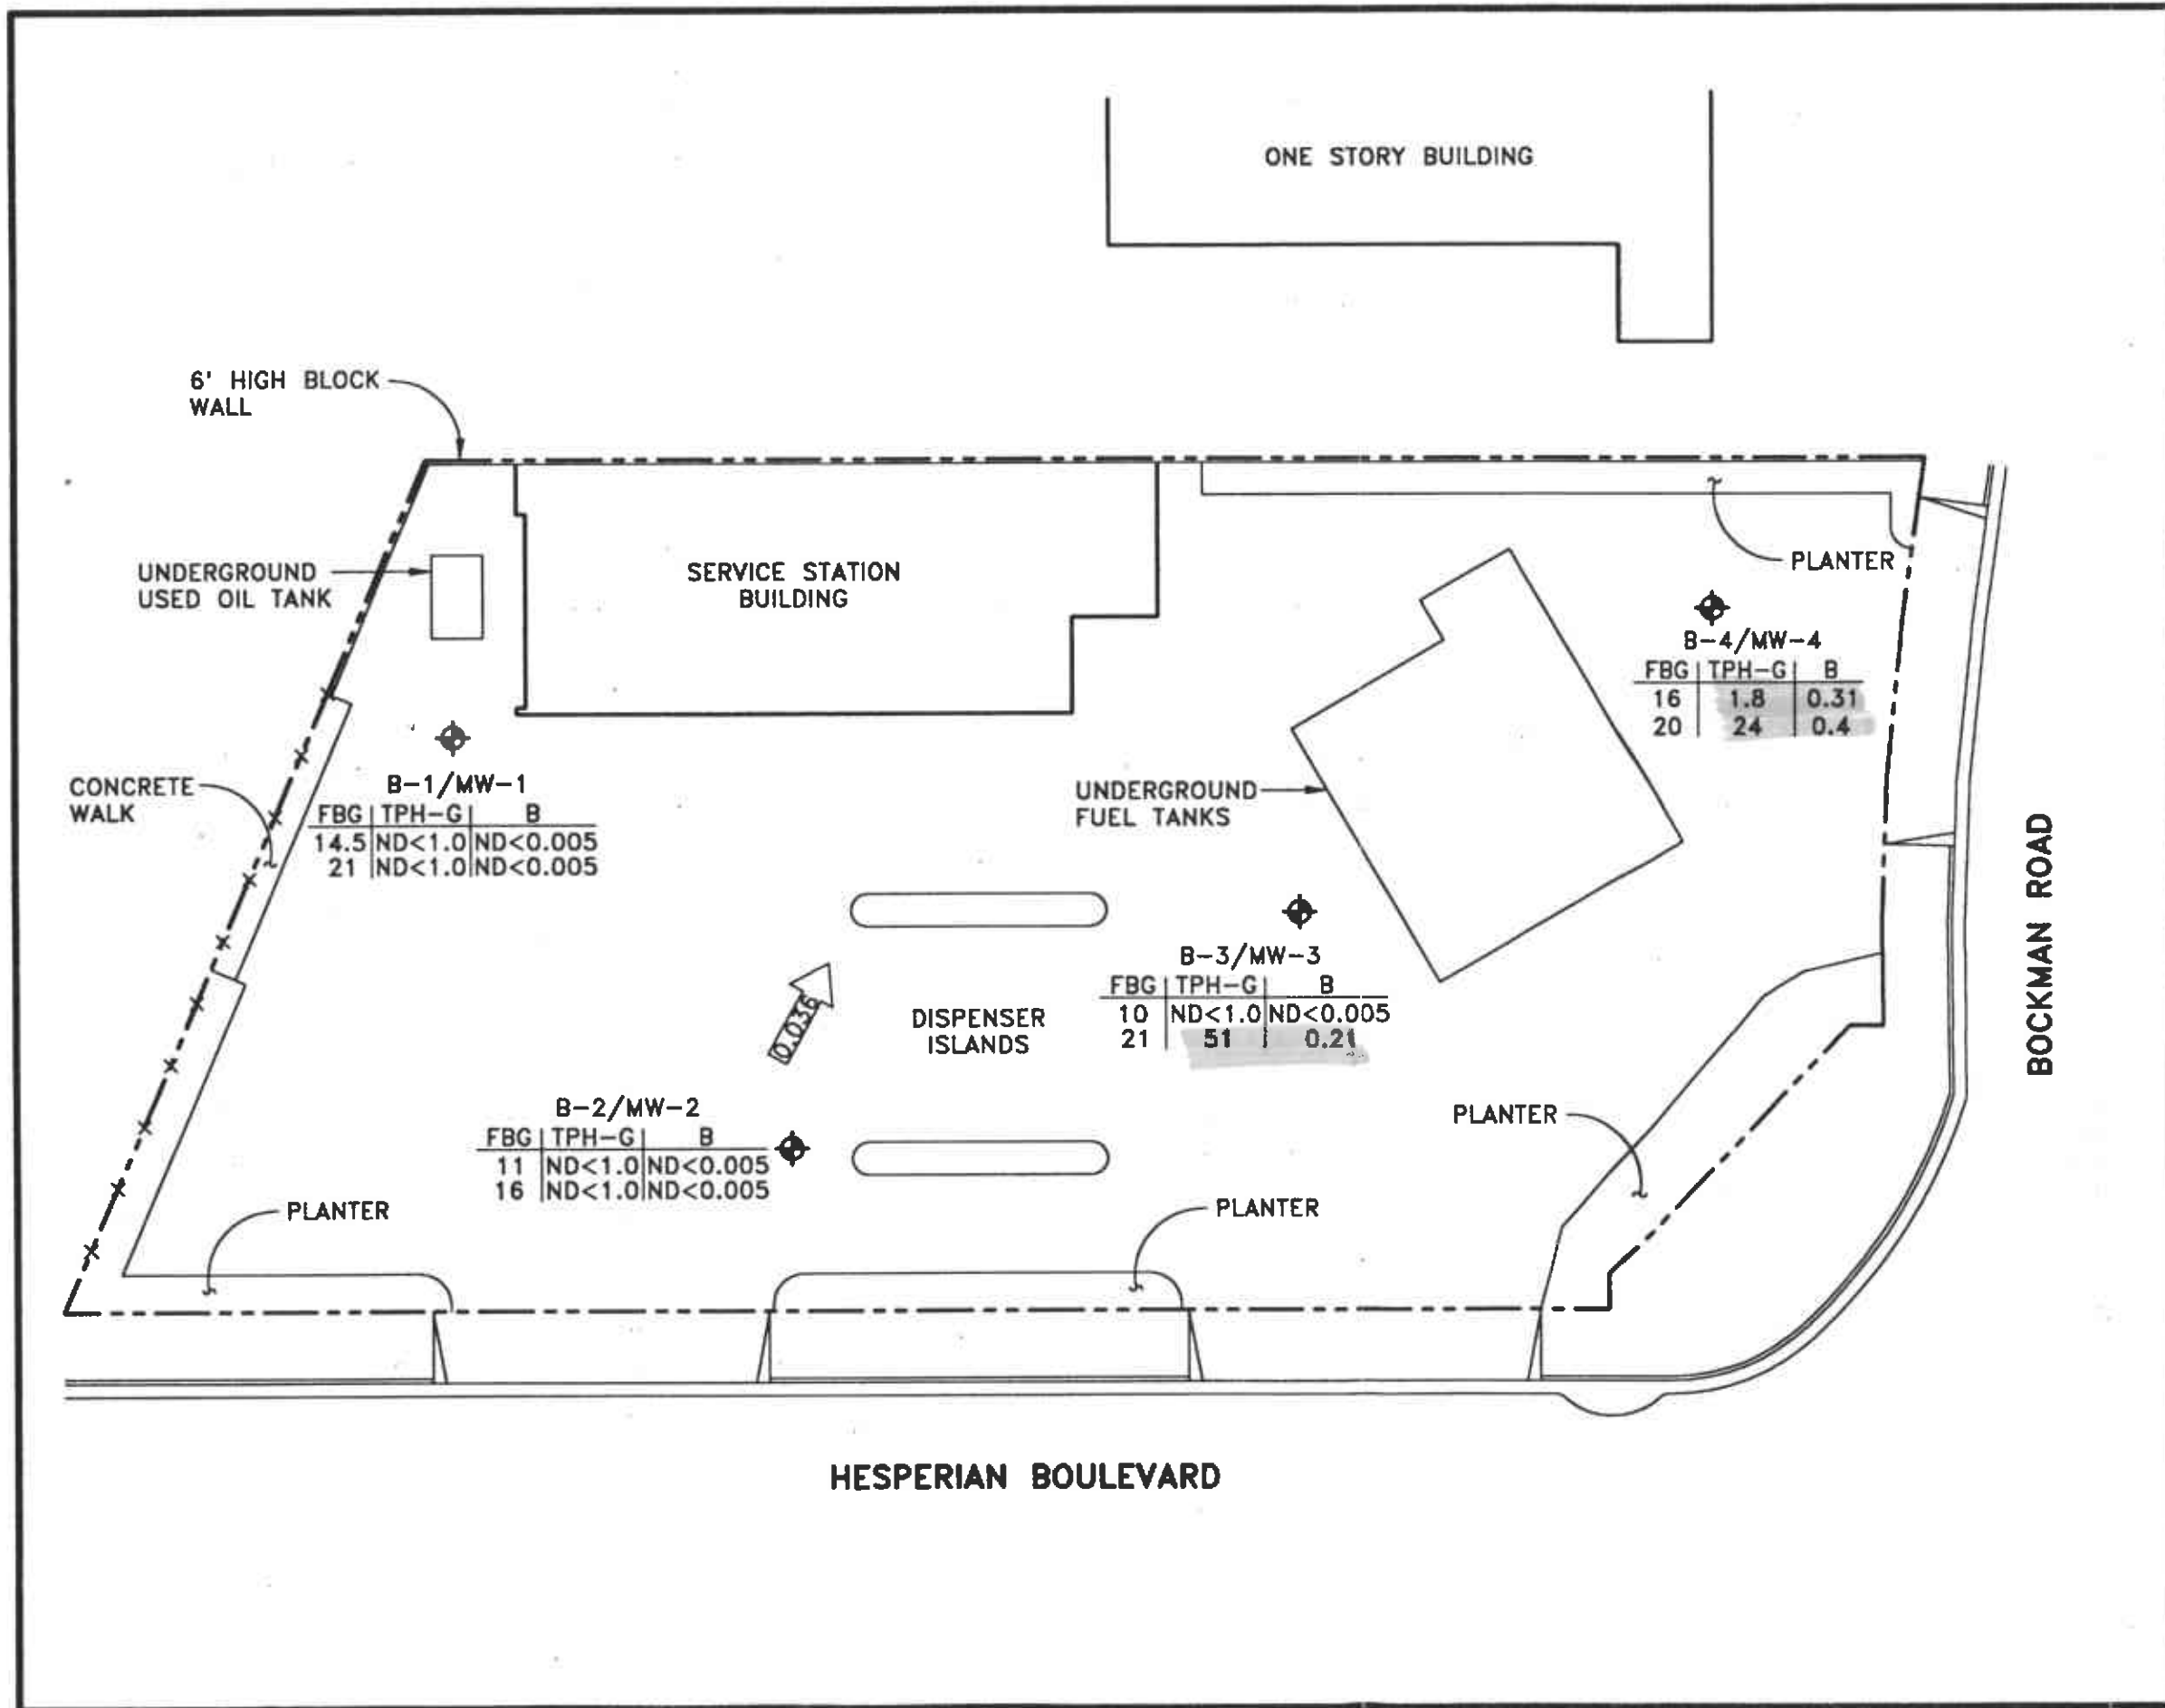 ONE STORY BUILDING
6' HIGH BLOCK
WALL
UNDERGROUND
USED OIL TANK
SERVICE STATION
BUILDING
PLANTER
B-4/MW-4
FBG TPH-G B
16 1.8 0.31
20 24 0.4
CONCRETE
WALK
B-1/MW-1
FBG TPH-G B
14.5 ND<1.0 ND<0.005
21 ND<1.0 ND<0.005
UNDERGROUND
FUEL TANKS
BOCKMAN ROAD
B-3/MW-3
FBG TPH-G B
10 ND<1.0 ND<0.005
21 51 0.21
0.036
DISPENSER
ISLANDS
B-2/MW-2
FBG TPH-G B
11 ND<1.0 ND<0.005
16 ND<1.0 ND<0.005
PLANTER
PLANTER
PLANTER
HESPERIAN BOULEVARD